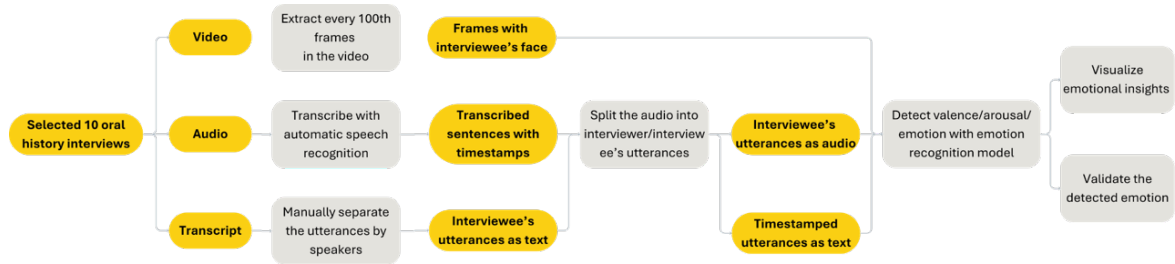 Video
Extract every 100th
frames
in the video
Frames with
interviewee's face
Selected 10 oral
history interviews
Audio
Transcribe with
automatic speech
recognition
Transcribed
sentences with
timestamps
Split the audio into
interviewer/interview
ee's utterances
Interviewee's
utterances as audio
Detect valence/arousal/
emotion with emotion
recognition model
Visualize
emotional insights
Validate the
detected emotion
Transcript
Manually separate
the utterances by
speakers
Interviewee's
utterances as text
Timestamped
utterances as text